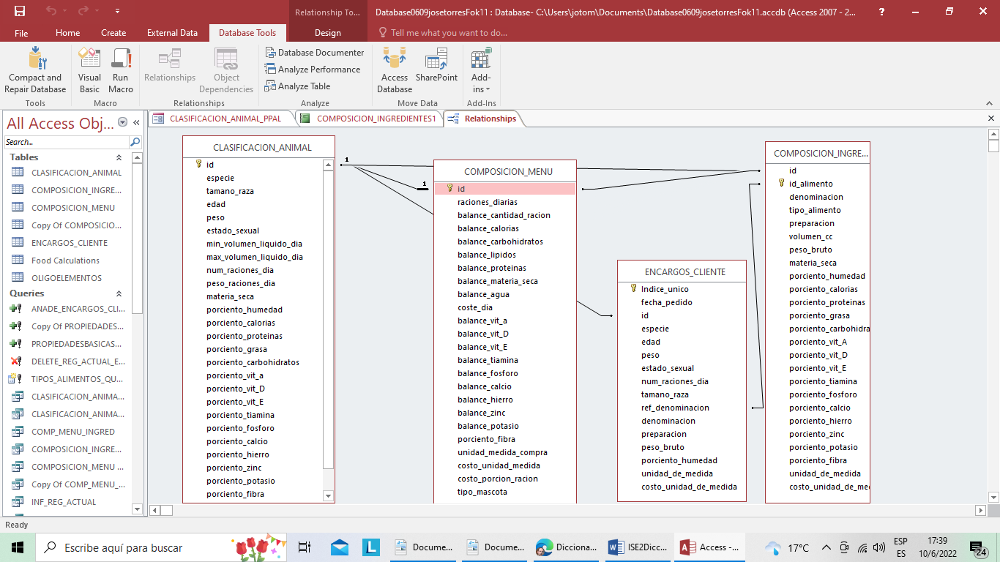 Relationship To...
Database0609josetorresFok11 : Database- C:\Users\jotom\Documents\Database0609josetorresFok11.accdb (Access 2007 - 2...
?
File
Home
Create
External Data
Database Tools
Design
Tell me what you want to do...
Compact and
Repair Database
Tools
Visual
Basic
Run
Macro
Macro
Relationships
Object
Dependencies
Relationships
Database Documenter
Analyze Performance
Analyze Table
Analyze
Access
Database
SharePoint
Move Data
Add-
ins
Add-Ins
All Access Obj...
Search...
Tables
CLASIFICACION_ANIMAL
COMPOSICION_INGRE...
COMPOSICION_MENU
Copy Of COMPOSICIO...
ENCARGOS_CLIENTE
Food Calculations
OLIGOELEMENTOS
Queries
ANADE_ENCARGOS_CLI...
Copy Of PROPIEDADES...
PROPIEDADESBASICAS...
DELETE_REG_ACTUAL_E...
TIPOS_ALIMENTOS_QU...
CLASIFICACION_ANIMA...
CLASIFICACION_ANIMA...
COMP_MENU_INGRED
COMPOSICION_INGRE...
COMPOSICION_MENU ...
Copy Of COMP_MENU_...
INF_REG_ACTUAL
CLASIFICACION_ANIMAL_PPAL
COMPOSICION_INGREDIENTES1
Relationships
CLASIFICACION_ANIMAL
id
especie
tamano_raza
edad
peso
estado_sexual
min_volumen_liquido_dia
max_volumen_liquido_dia
num_raciones_dia
peso_raciones_dia
materia_seca
porciento_humedad
porciento_calorias
porciento_proteinas
porciento_grasa
porciento_carbohidratos
porciento_vit_a
porciento_vit_D
porciento_vit_E
porciento_tiamina
porciento_fosforo
porciento_calcio
porciento_hierro
porciento_zinc
porciento_potasio
porciento_fibra
1
1
COMPOSICION_MENU
id
raciones_diarias
balance_cantidad_racion
balance_calorias
balance_carbohidratos
balance_lipidos
balance_proteinas
balance_materia_seca
balance_agua
coste_dia
balance_vit_a
balance_vit_D
balance_vit_E
balance_tiamina
balance_fosforo
balance_calcio
balance_hierro
balance_zinc
balance_potasio
porciento_fibra
unidad_medida_compra
costo_unidad_medida
costo_porcion_racion
tipo_mascota
ENCARGOS_CLIENTE
Indice_unico
fecha_pedido
id
especie
edad
peso
estado_sexual
num_raciones_dia
tamano_raza
ref_denominacion
denominacion
preparacion
peso_bruto
porciento_humedad
unidad_de_medida
costo_unidad_de_medida
COMPOSICION_INGRE...
id
id_alimento
denominacion
tipo_alimento
preparacion
volumen_cc
peso_bruto
materia_seca
porciento_humedad
porciento_calorias
porciento_proteinas
porciento_grasa
porciento_carbohidra
porciento_vit_A
porciento_vit_D
porciento_vit_E
porciento_tiamina
porciento_fosforo
porciento_calcio
porciento_hierro
porciento_zinc
porciento_potasio
porciento_fibra
unidad_de_medida
costo_unidad_de_me
Ready
Escribe aquí para buscar
L
Docume...
Docume...
Dicciona...
ISE2Dicc...
Access -...
17°C
ESP
ES
17:39
10/6/2022
24